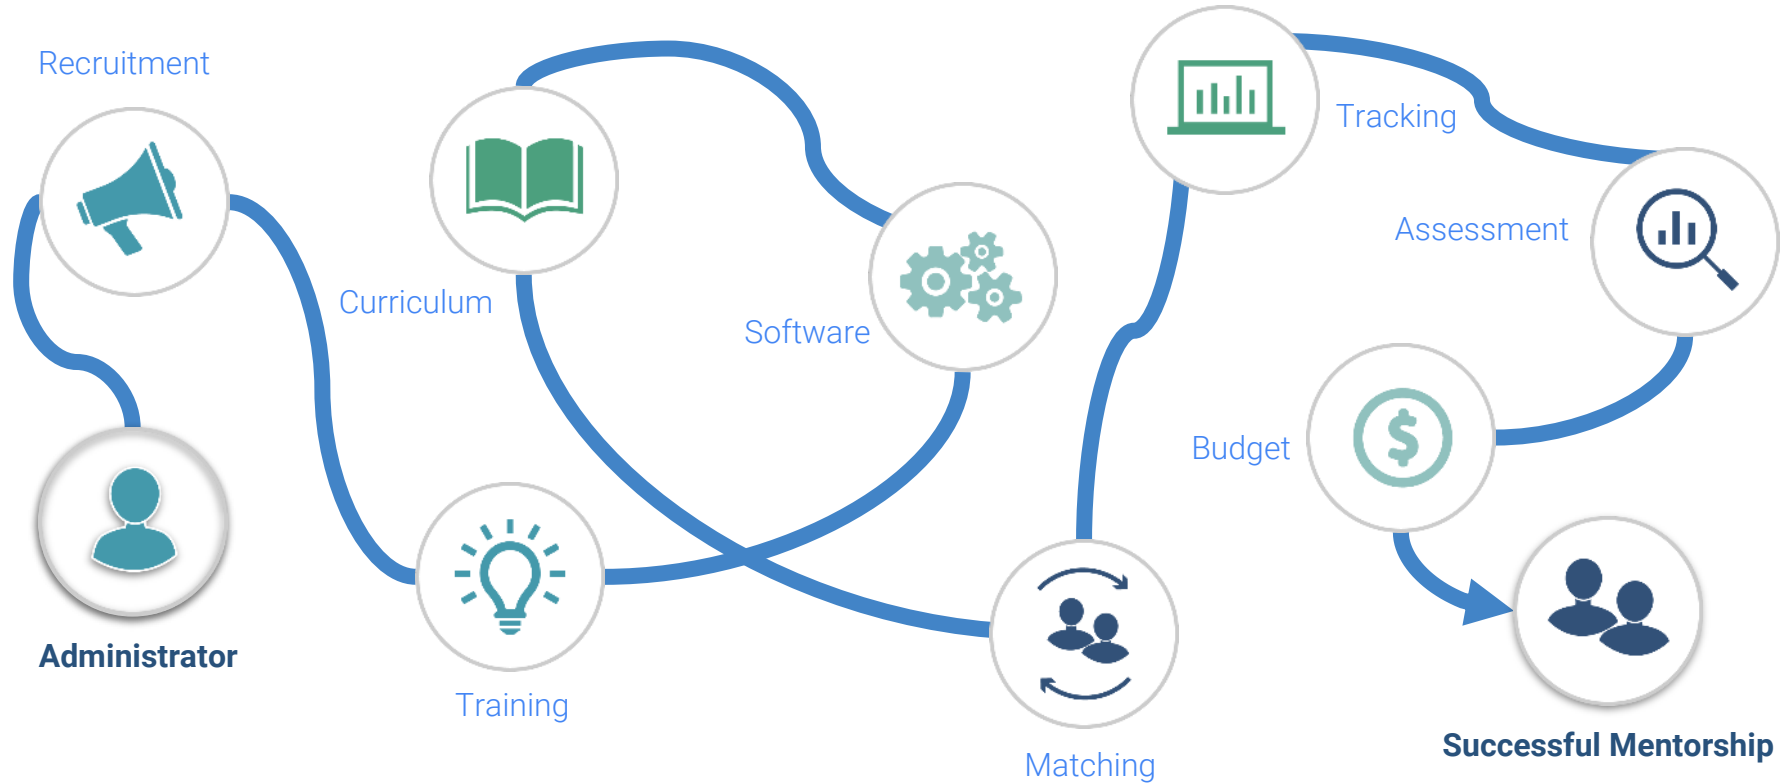 Recruitment
Administrator
Training
Curriculum
Software
Matching
Tracking
Assessment
Budget
$
Successful Mentorship